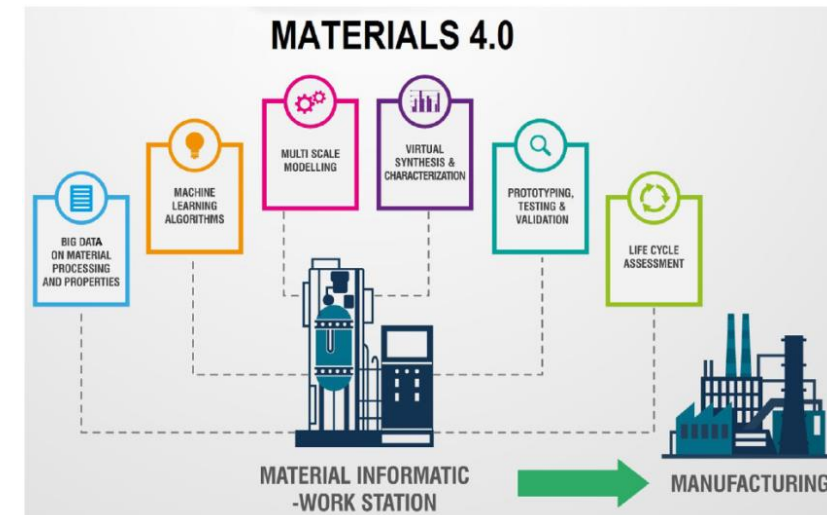 MATERIALS 4.0
BIG DATA
ON MATERIAL
PROCESSING
AND PROPERTIES
MACHINE
LEARNING
ALGORITHMS
MULTI SCALE
MODELLING
VIRTUAL
SYNTHESIS &
CHARACTERIZATION
PROTOTYPING,
TESTING &
VALIDATION
LIFE CYCLE
ASSESSMENT
MATERIAL INFORMATIC
-WORK STATION
MANUFACTURING